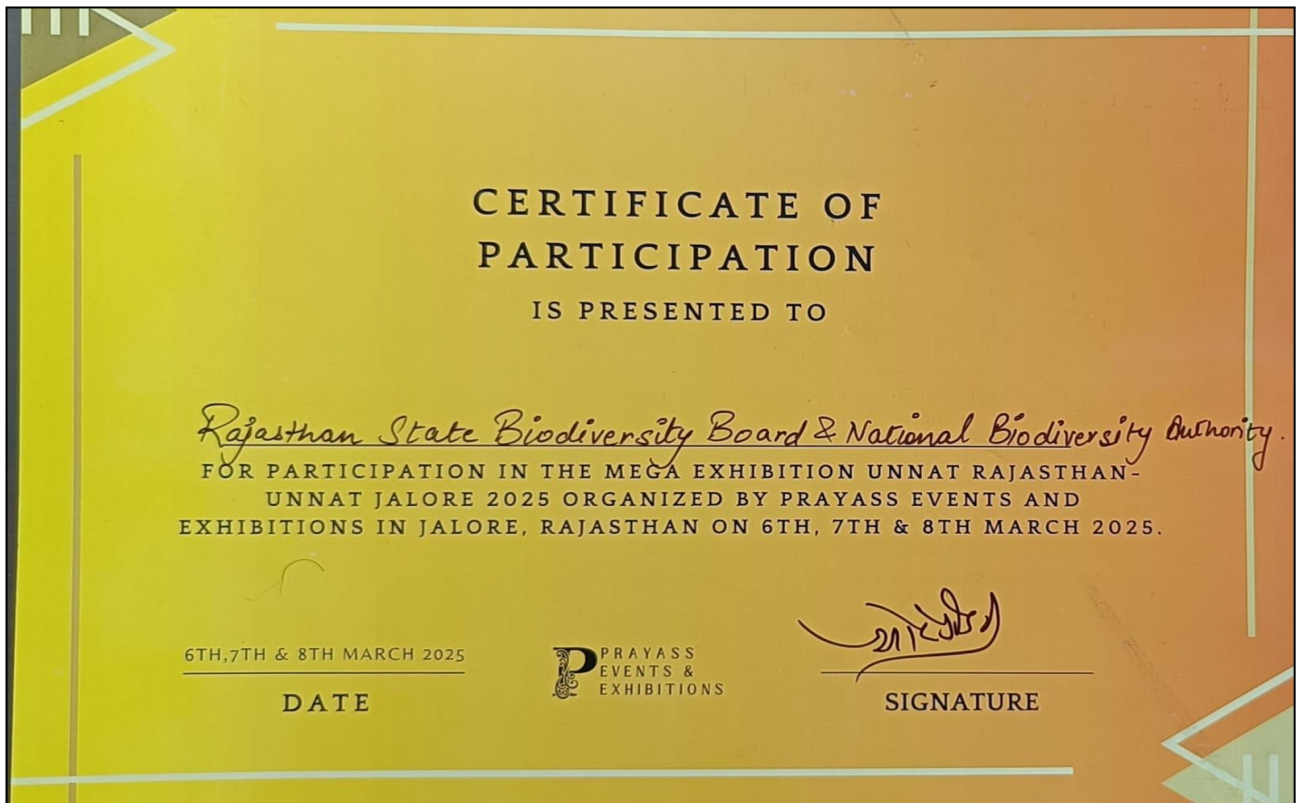 CERTIFICATE OF
PARTICIPATION
IS PRESENTED TO
Rajasthan State Biodiversity Board & National Biodiversity Authority.
FOR PARTICIPATION IN THE MEGA EXHIBITION UNNAT RAJASTHAN-
UNNAT JALORE 2025 ORGANIZED BY PRAYASS EVENTS AND
EXHIBITIONS IN JALORE, RAJASTHAN ON 6TH, 7TH & 8TH MARCH 2025.
6TH,7TH & 8TH MARCH 2025
DATE
P PRAYASS
EVENTS &
EXHIBITIONS
SIGNATURE